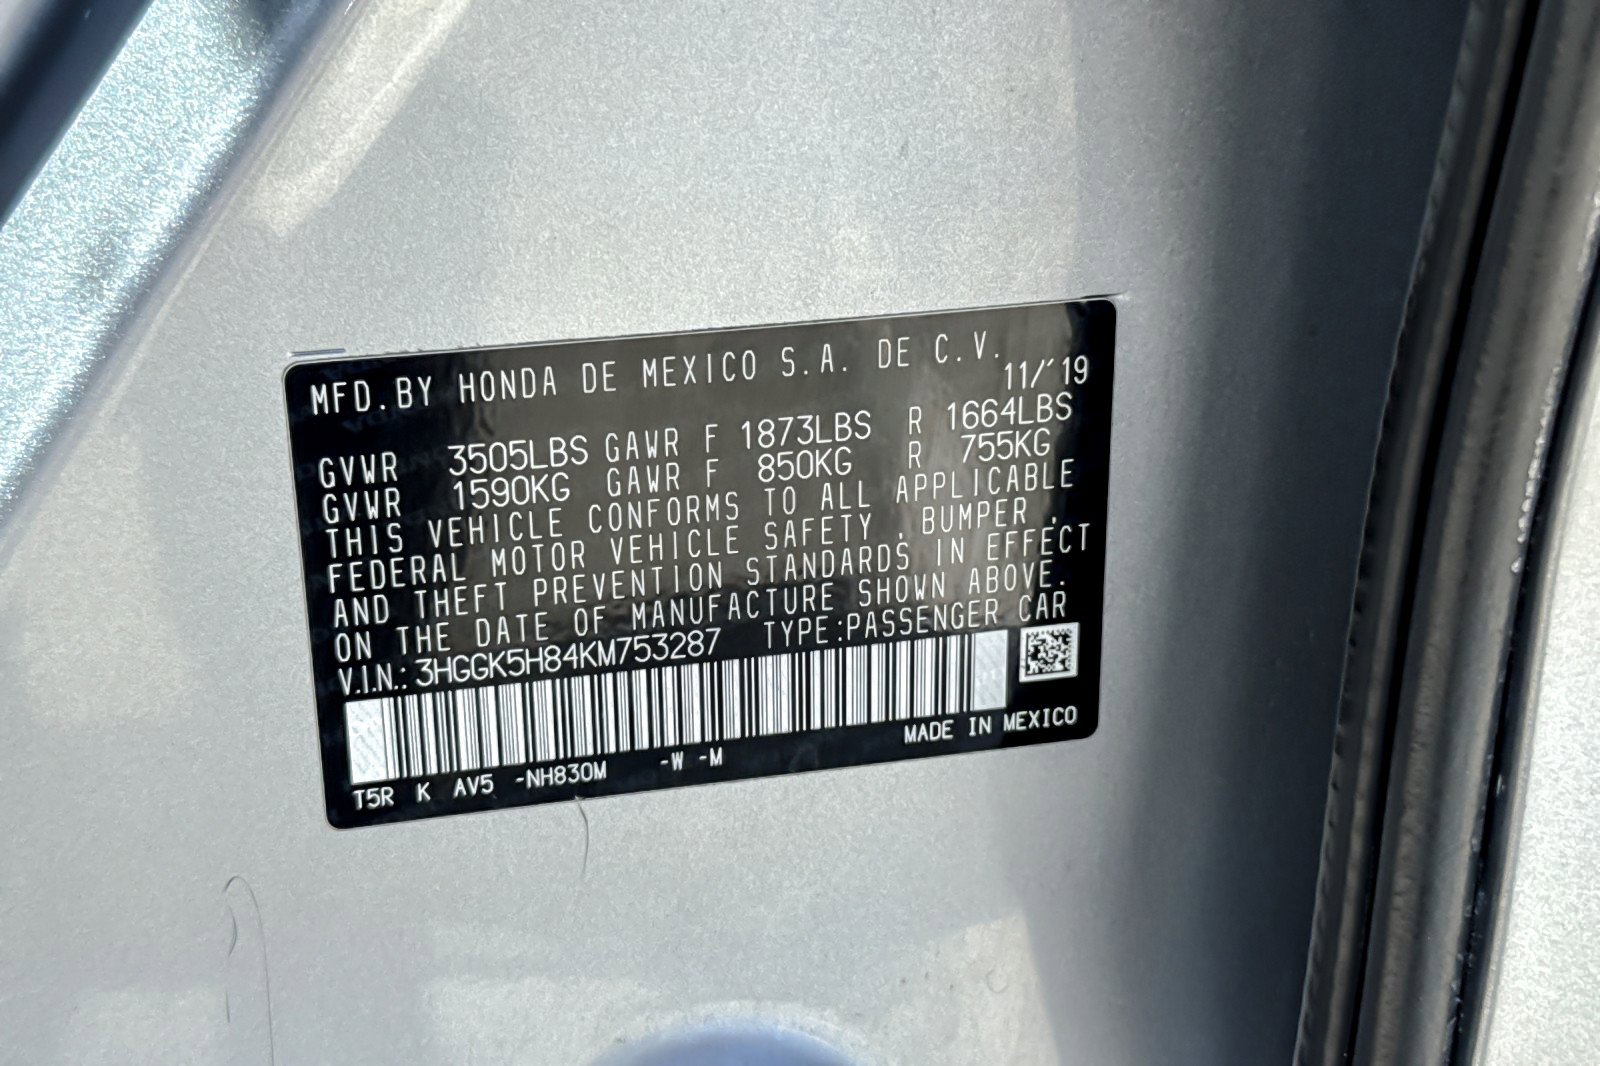 MFD.BY HONDA DE MEXICO S.A. DE C.V.
11/'19
GVWR 3505LBS GAWR F 1873LBS R 1664LBS
GVWR 1590KG GAWR F 850KG R 755KG
THIS VEHICLE CONFORMS TO ALL APPLICABLE
FEDERAL MOTOR VEHICLE SAFETY , BUMPER ,
AND THEFT PREVENTION STANDARDS IN EFFECT
ON THE DATE OF MANUFACTURE SHOWN ABOVE.
V.I.N.: 3HGGK5H84KM753287 TYPE:PASSENGER CAR
MADE IN MEXICO
T5R K AV5 -NH830M -W -M